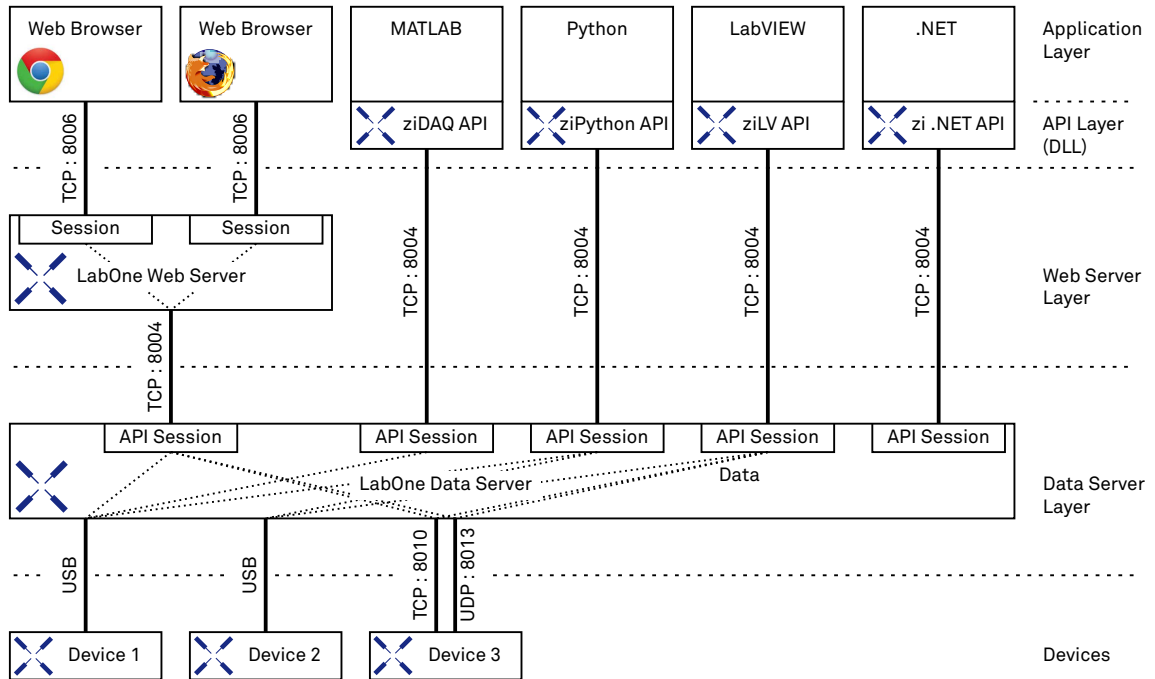 Web Browser
Web Browser
MATLAB
Python
LabVIEW
.NET
Application
Layer
ziDAQ API
ziPython API
ziLV API
zi .NET API
API Layer
(DLL)
TCP : 8006
TCP : 8006
Session
Session
LabOne Web Server
TCP : 8004
TCP : 8004
TCP : 8004
TCP : 8004
Web Server
Layer
TCP : 8004
API Session
API Session
API Session
API Session
API Session
LabOne Data Server
Data
Data Server
Layer
USB
USB
TCP : 8010
UDP : 8013
Device 1
Device 2
Device 3
Devices